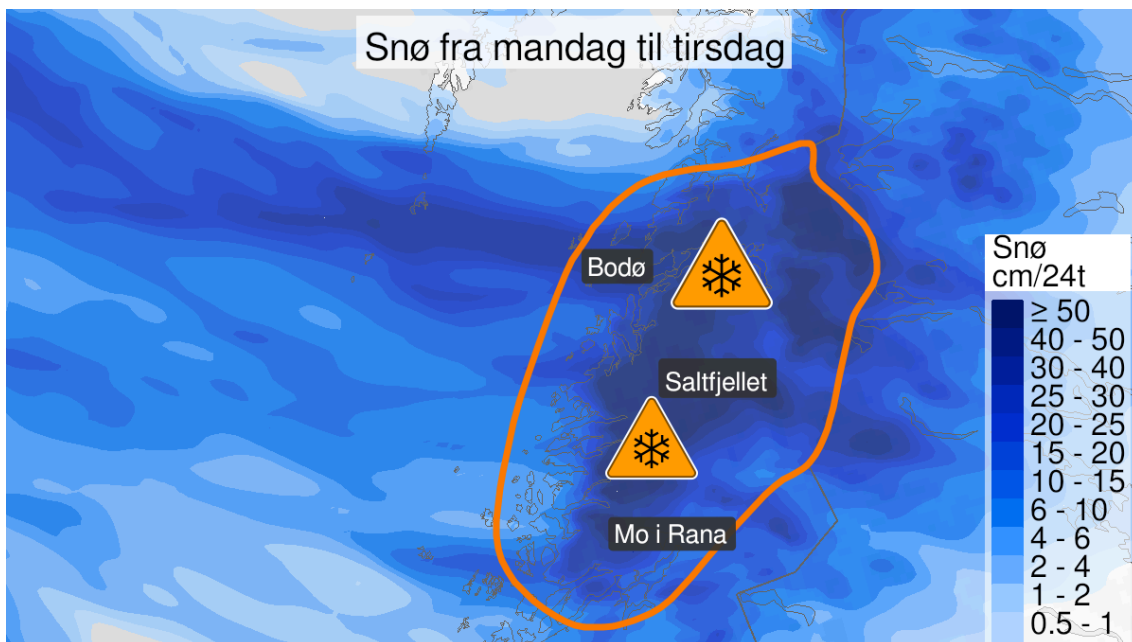 Snø fra mandag til tirsdag
Bodø
Saltfjellet
Mo i Rana
Snø
cm/24t
≥ 50
40 - 50
30 - 40
25 - 30
20 - 25
15 - 20
10 - 15
6 - 10
4 - 6
2 - 4
1 - 2
0.5 - 1